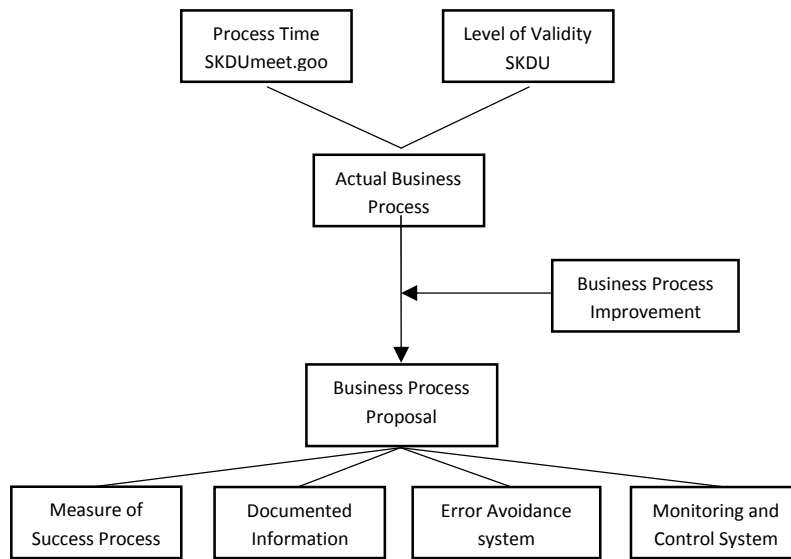 Process Time
SKDUmeet.goo
Level of Validity
SKDU
Actual Business
Process
Business Process
Improvement
Business Process
Proposal
Measure of
Success Process
Documented
Information
Error Avoidance
system
Monitoring and
Control System